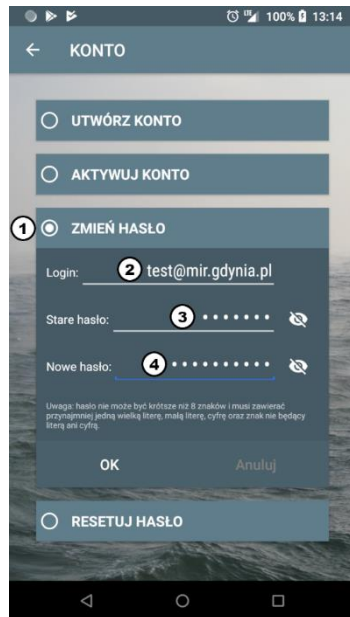 LTE 100% 13:14
KONTO
UTWÓRZ KONTO
AKTYWUJ KONTO
1 ZMIEŃ HASŁO
Login: 2 test@mir.gdynia.pl
Stare hasło: 3 •••••••
Nowe hasło: 4 ••••••••••
Uwaga: hasło nie może być krótsze niż 8 znaków i musi zawierać
przynajmniej jedną wielką literę, małą literę, cyfrę oraz znak nie będący
literą ani cyfrą.
OK Anuluj
RESETUJ HASŁO